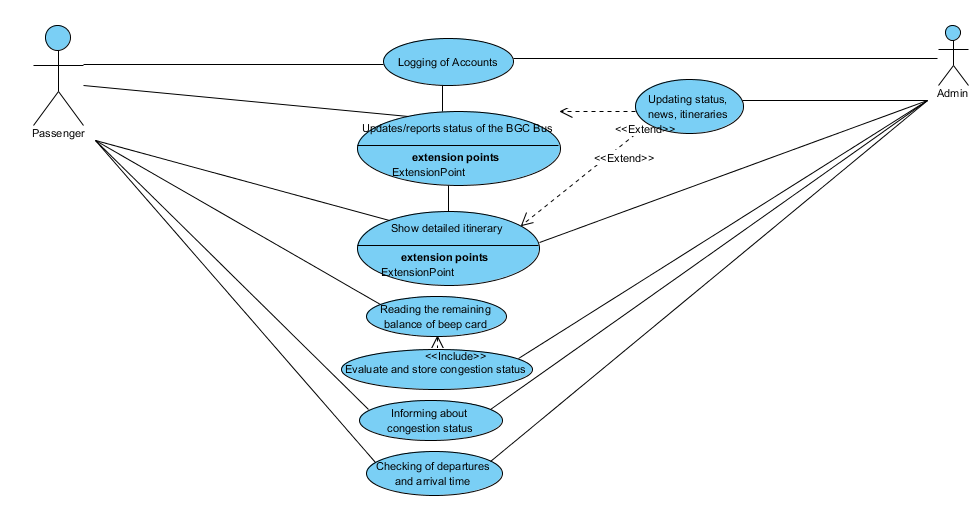 Logging of Accounts
Passenger
Admin
Updating status,
news, itineraries
Updates/reports status of the BGC Bus
extension points
ExtensionPoint
<<Extend>>
<<Extend>>
Show detailed itinerary
extension points
ExtensionPoint
Reading the remaining
balance of beep card
<<Include>>
Evaluate and store congestion status
Informing about
congestion status
Checking of departures
and arrival time